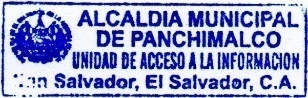 ALCALDIA MUNICIPAL
DE PANCHIMALCO
UNIDAD DE ACCESO A LA INFORMACION
San Salvador, El Salvador, C.A.